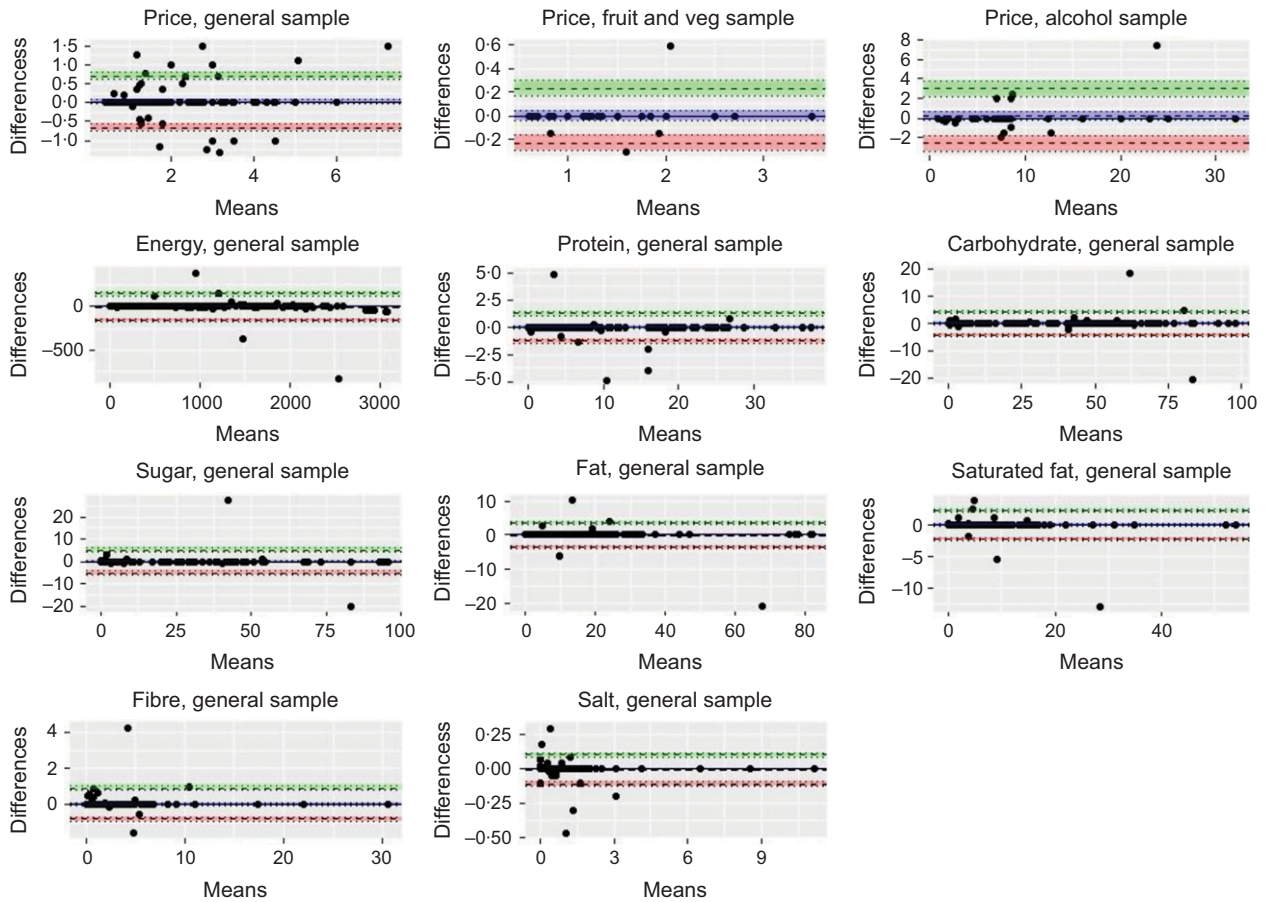 Price, general sample
Differencess
1·5
1·0
0·5
0·0
–0·5
–1·0
2
4
6
Means
Price, fruit and veg sample
Differences
0·6
0·4
0·2
0·0
–0·2
1
2
3
Means
Price, alcohol sample
Differences
8
6
4
2
0
–2
0
10
20
30
Means
Energy, general sample
Differences
0
–500
0
1000
2000
3000
Means
Protein, general sample
Differences
5·0
2·5
0·0
–2·5
–5·0
0
10
20
30
Means
Carbohydrate, general sample
Differences
20
10
0
–10
–20
0
25
50
75
100
Means
Sugar, general sample
Differences
20
10
0
–10
–20
0
25
50
75
100
Means
Fat, general sample
Differences
10
0
–10
–20
0
20
40
60
80
Means
Saturated fat, general sample
Differences
0
–5
–10
0
20
40
Means
Fibre, general sample
Differences
4
2
0
0
10
20
30
Means
Salt, general sample
Differencess
0·25
0·00
–0·25
–0·50
0
3
6
9
Means